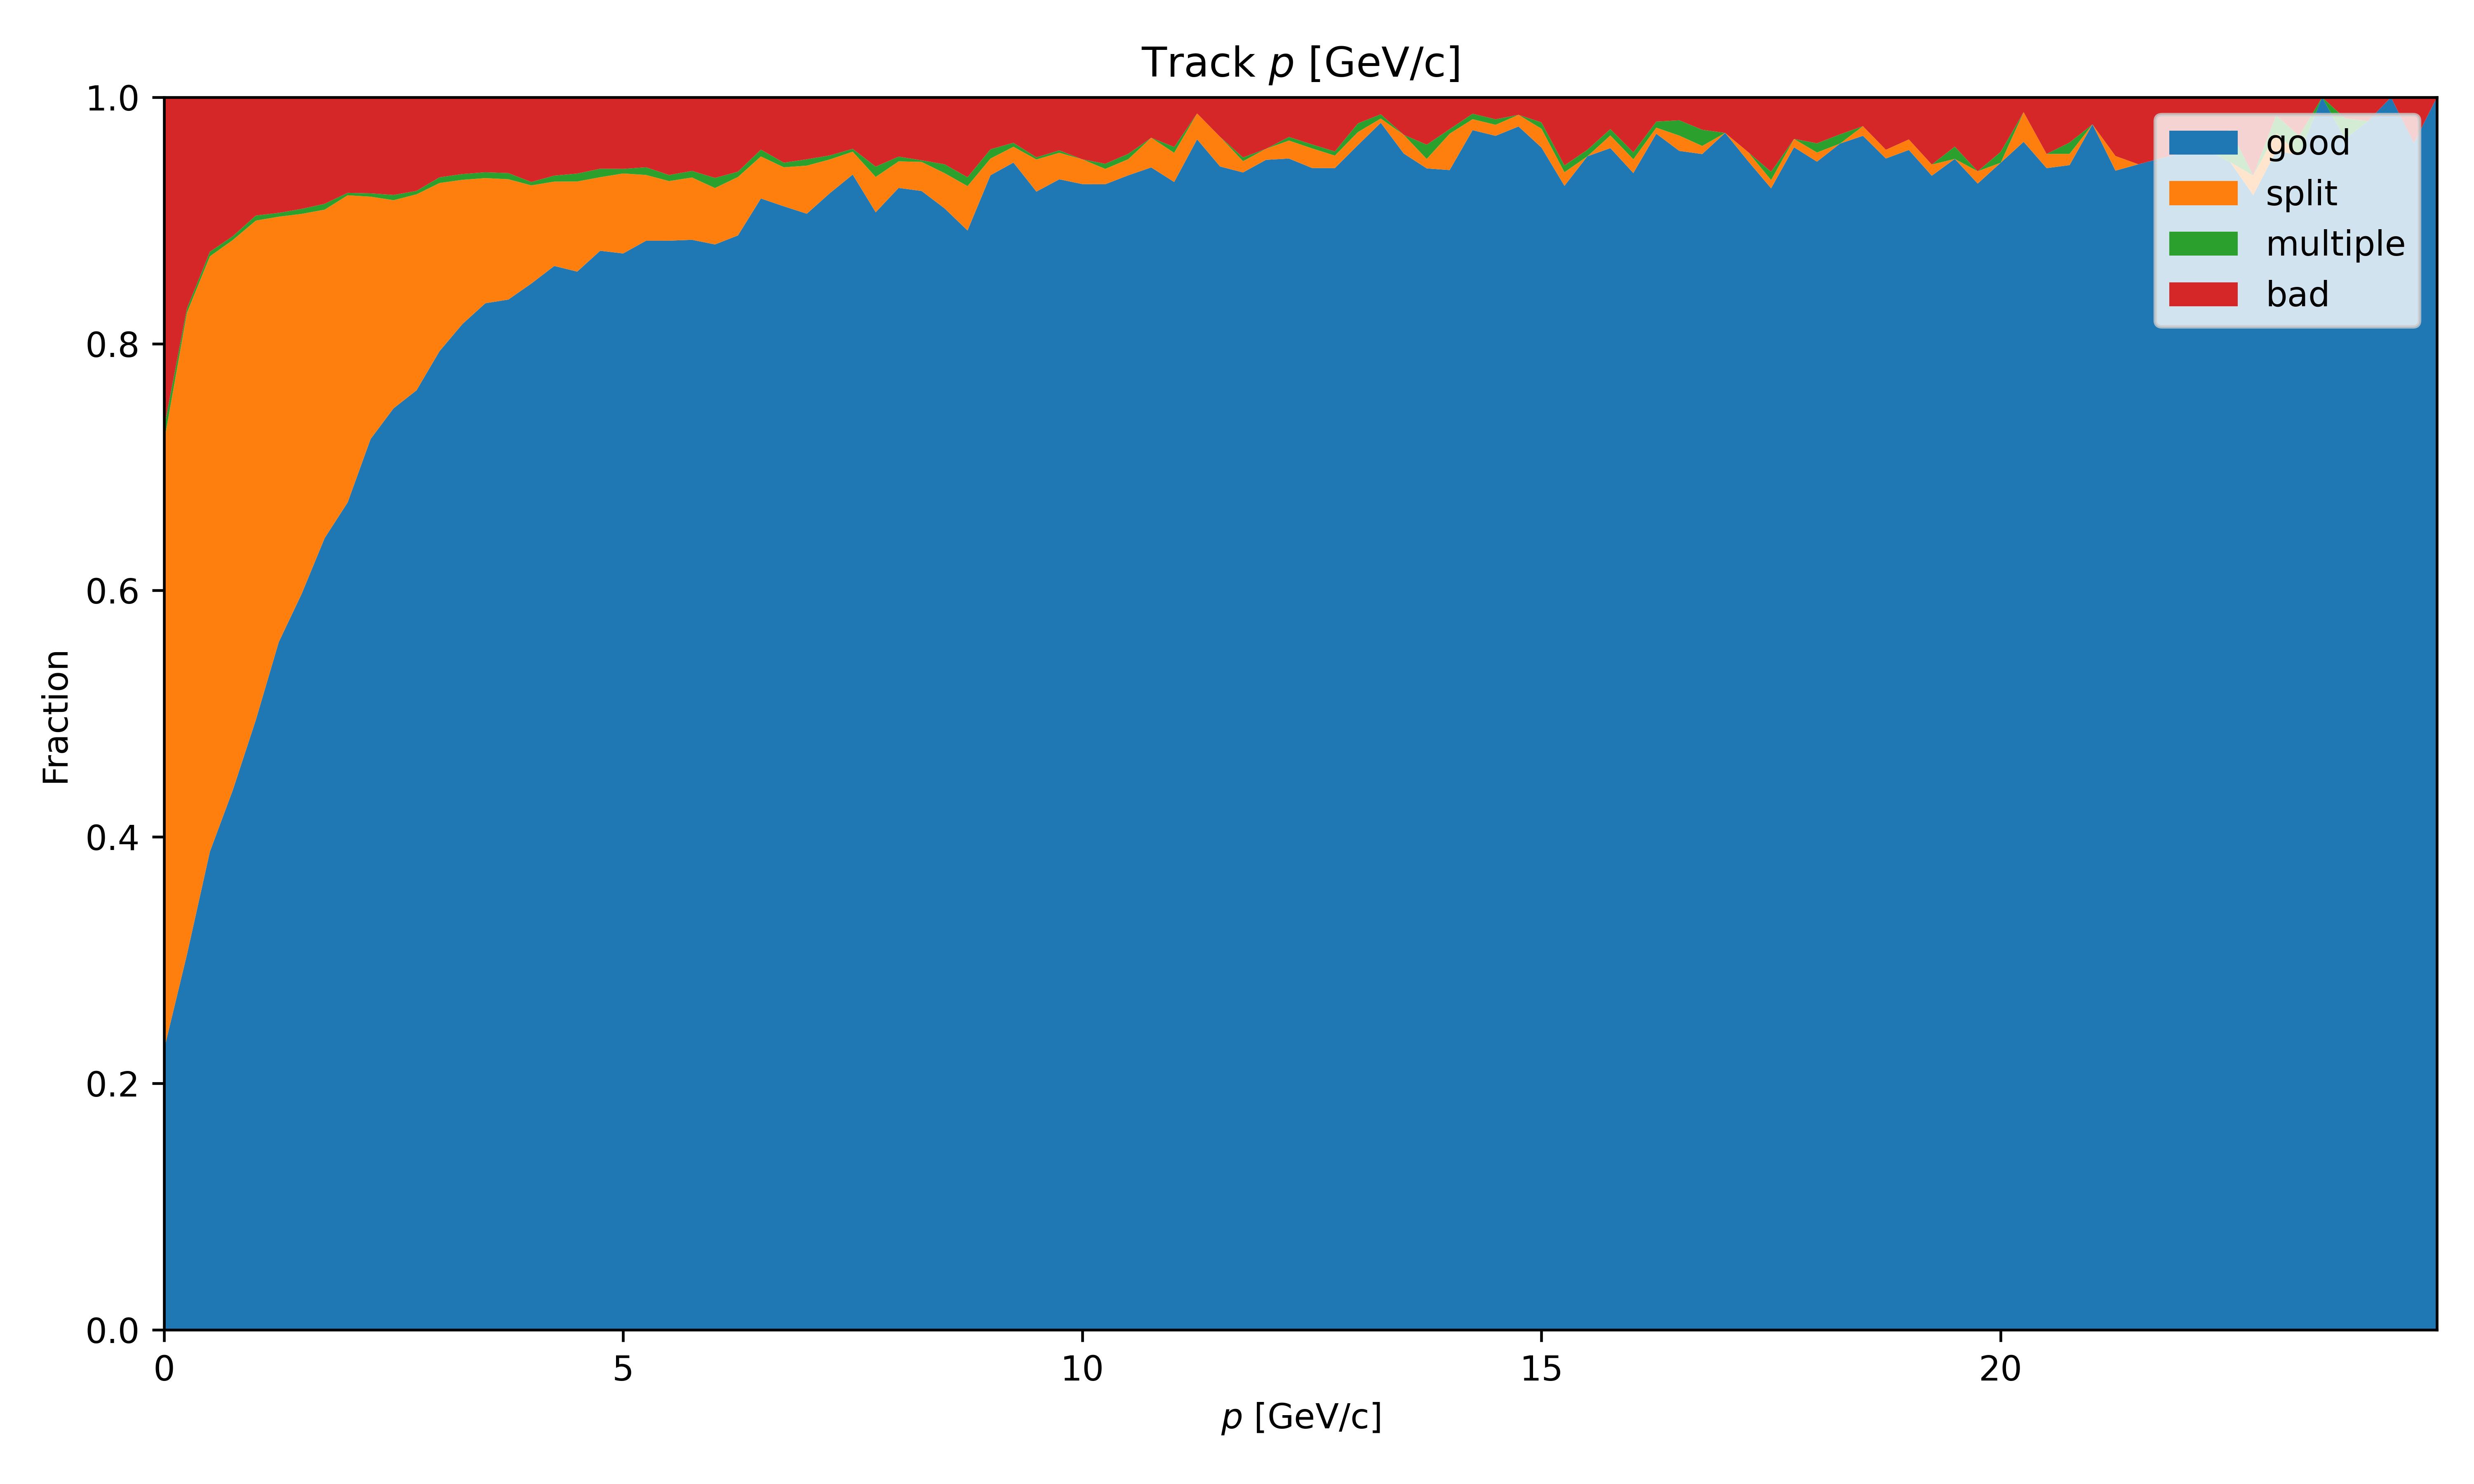 Track p [GeV/c]
1.0
0.8
0.6
0.4
0.2
0.0
Fraction
good
split
multiple
bad
0 5 10 15 20
p [GeV/c]